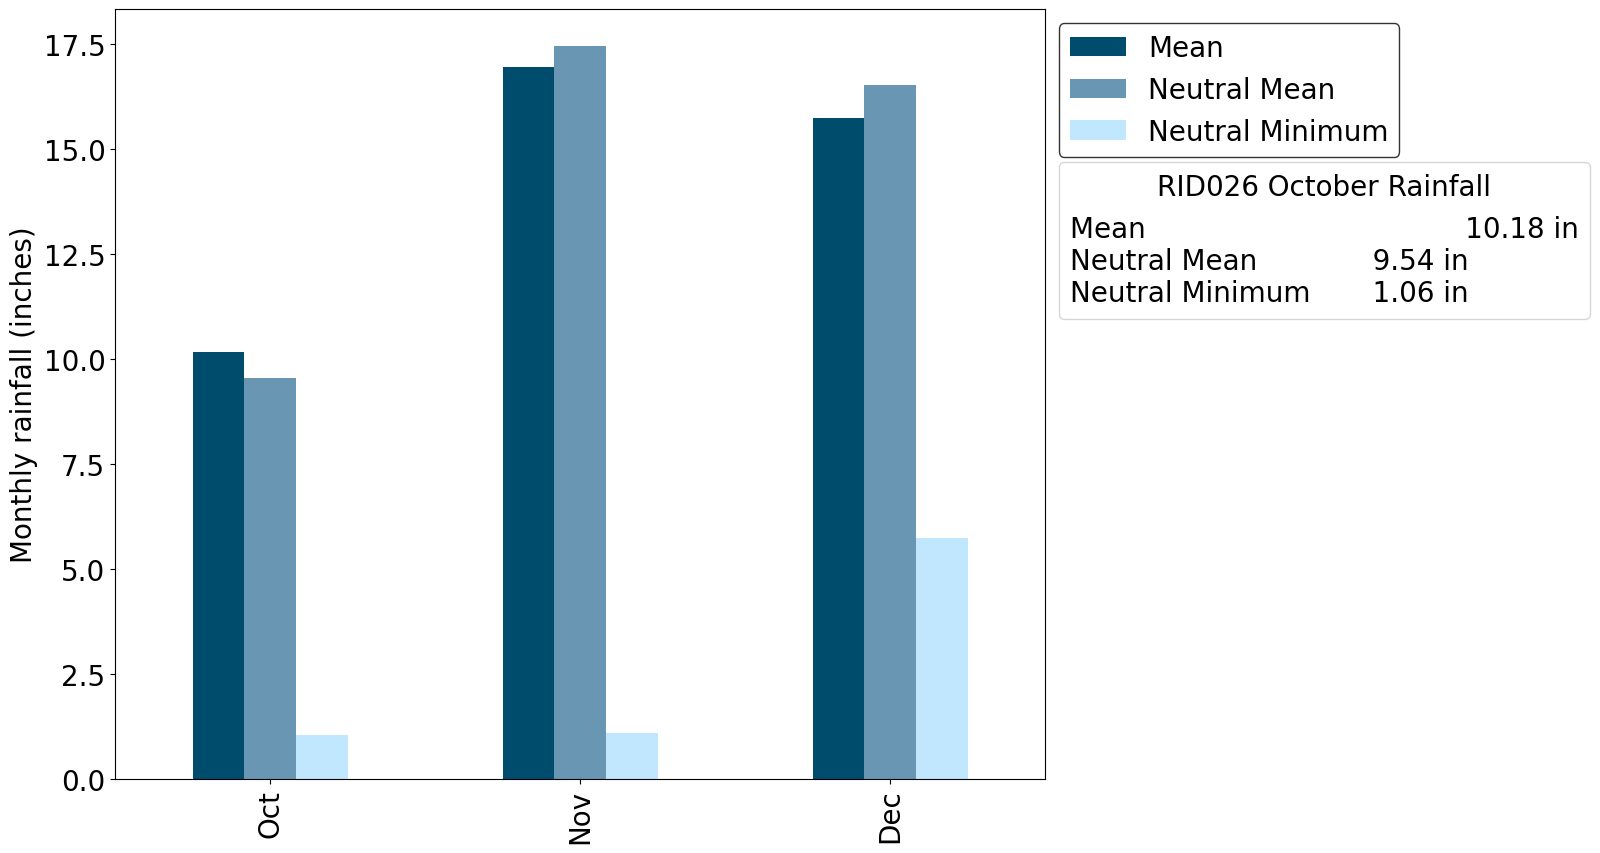 Monthly rainfall (inches)
17.5
15.0
12.5
10.0
7.5
5.0
2.5
0.0
Oct
Nov
Dec
Mean
Neutral Mean
Neutral Minimum
RID026 October Rainfall
Mean 10.18 in
Neutral Mean 9.54 in
Neutral Minimum 1.06 in